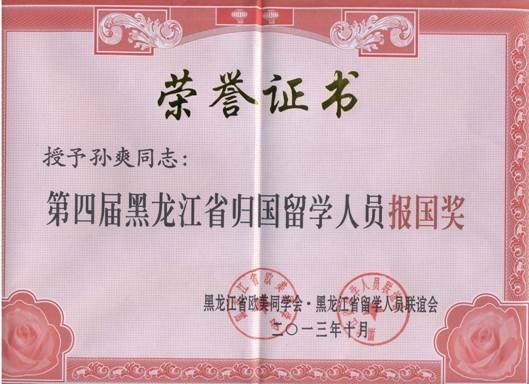 荣誉证书
授予孙爽同志：
第四届黑龙江省归国留学人员报国奖
黑龙江省欧美同学会·黑龙江省留学人员联谊会
二〇一三年十月